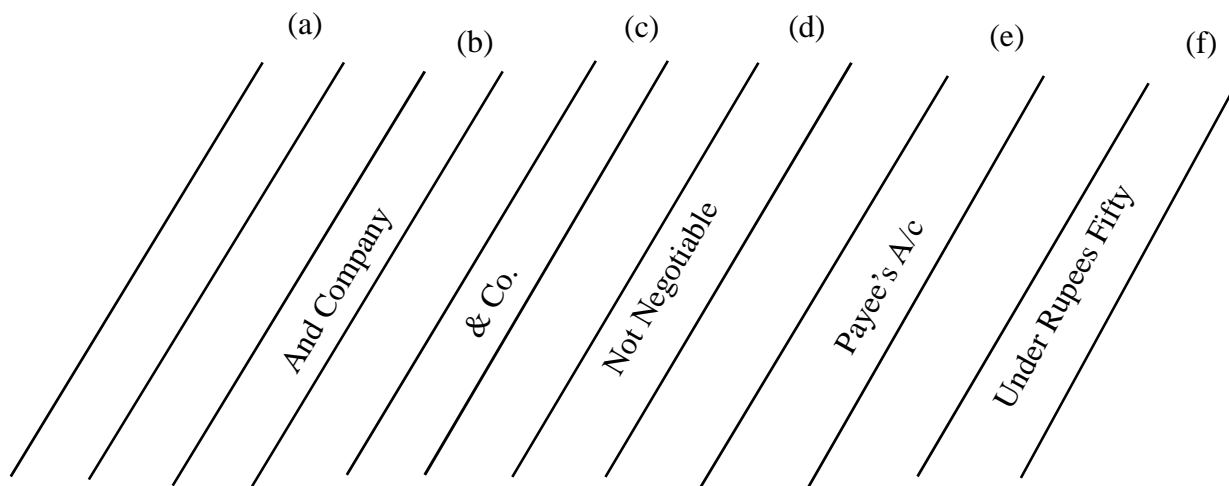 (a)
(b)
(c)
(d)
(e)
(f)
And Company
& Co.
Not Negotiable
Payee's A/c
Under Rupees Fifty